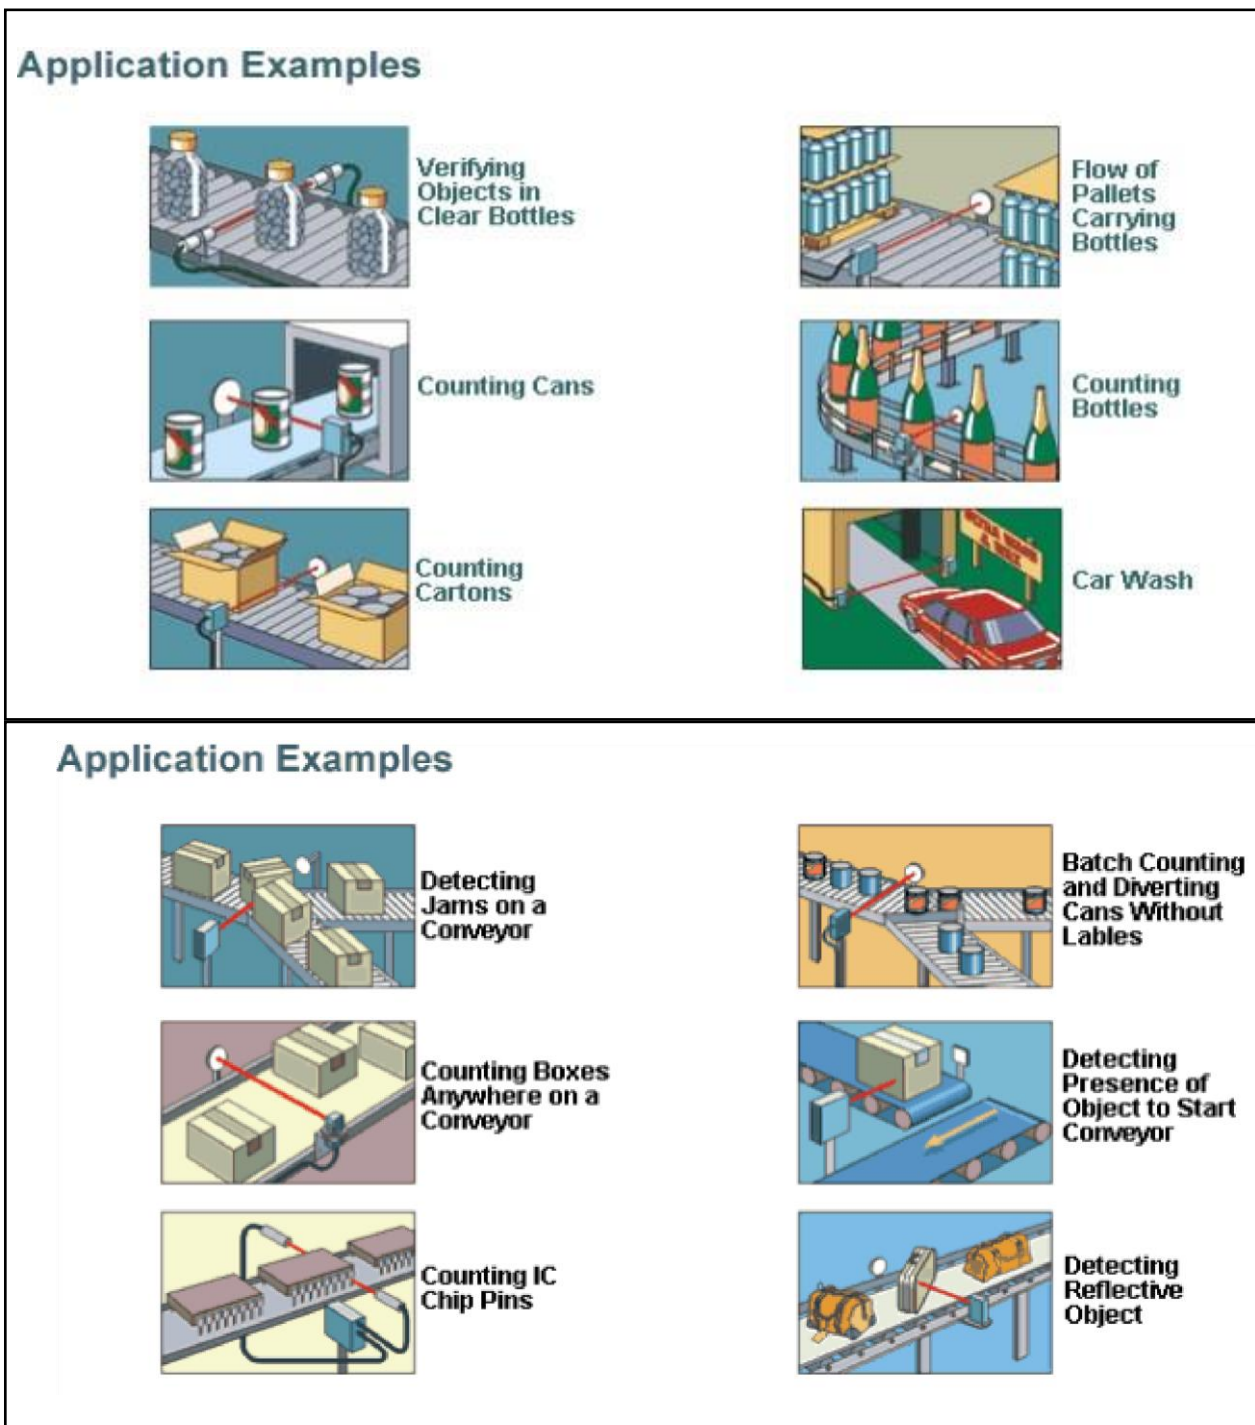 Application Examples
Verifying
Objects in
Clear Bottles
Flow of
Pallets
Carrying
Bottles
Counting Cans
Counting
Bottles
Counting
Cartons
Car Wash
Application Examples
Detecting
Jams on a
Conveyor
Batch Counting
and Diverting
Cans Without
Lables
Counting Boxes
Anywhere on a
Conveyor
Detecting
Presence of
Object to Start
Conveyor
Counting IC
Chip Pins
Detecting
Reflective
Object